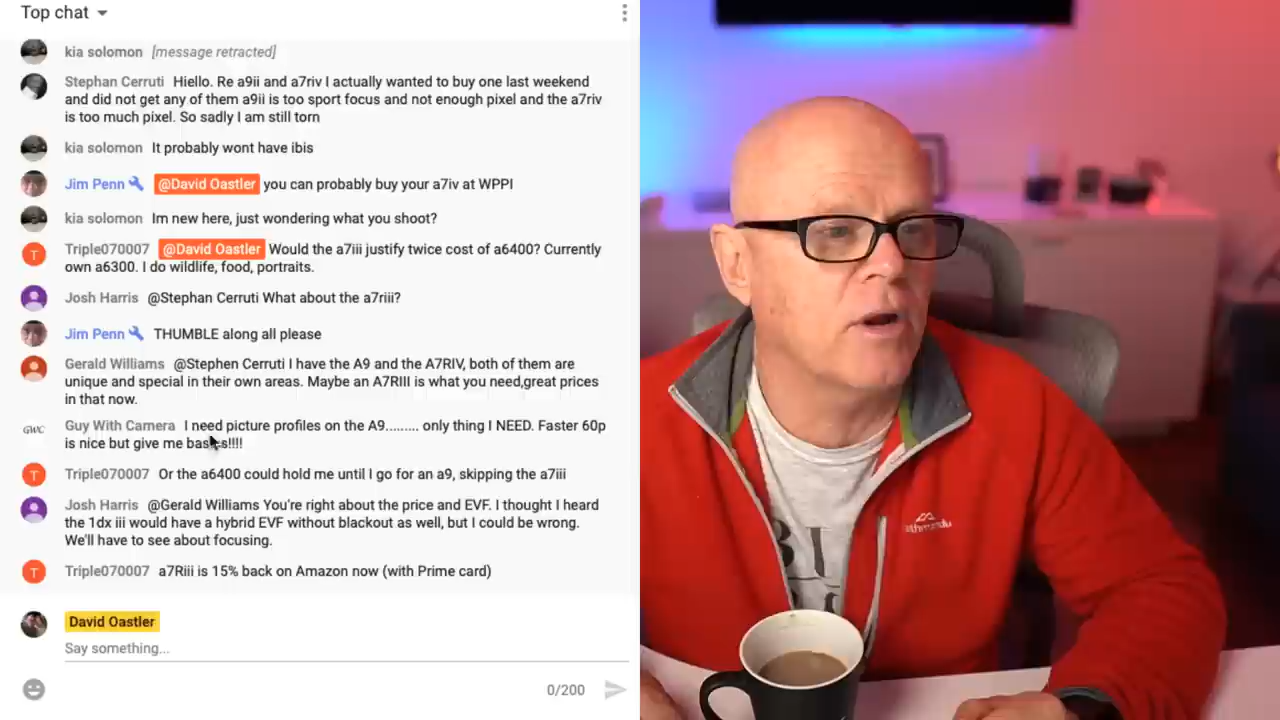 Top chat
kia solomon [message retracted]
Stephan Cerruti Hiello. Re a9ii and a7riv I actually wanted to buy one last weekend
and did not get any of them a9ii is too sport focus and not enough pixel and the a7riv
is too much pixel. So sadly I am still torn
kia solomon It probably wont have ibis
Jim Penn @David Oastler you can probably buy your a7iv at WPPI
kia solomon Im new here, just wondering what you shoot?
T Triple070007 @David Oastler Would the a7iii justify twice cost of a6400? Currently
own a6300. I do wildlife, food, portraits.
Josh Harris @Stephan Cerruti What about the a7riii?
Jim Penn THUMBLE along all please
Gerald Williams @Stephen Cerruti I have the A9 and the A7RIV, both of them are
unique and special in their own areas. Maybe an A7RIII is what you need,great prices
in that now.
GWC Guy With Camera I need picture profiles on the A9......... only thing I NEED. Faster 60p
is nice but give me basics!!!!
T Triple070007 Or the a6400 could hold me until I go for an a9, skipping the a7iii
Josh Harris @Gerald Williams You're right about the price and EVF. I thought I heard
the 1dx iii would have a hybrid EVF without blackout as well, but I could be wrong.
We'll have to see about focusing.
T Triple070007 a7Riii is 15% back on Amazon now (with Prime card)
David Oastler
Say something...
0/200